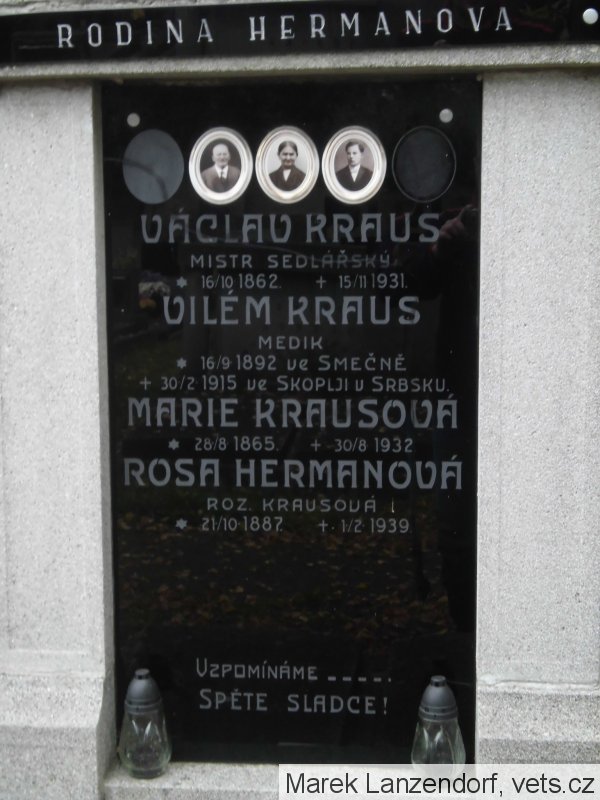 RODINA HERMANOVA
VÁCLAV KRAUS
MISTR SEDLÁŘSKÝ
* 16/10 1862. + 15/11 1931.
VILÉM KRAUS
MEDIK
* 16/9 1892 VE SMEČNĚ
+ 30/2 1915 VE SKOPLJI V SRBSKU.
MARIE KRAUSOVÁ
* 28/8 1865. + 30/8 1932
ROSA HERMANOVÁ
ROZ. KRAUSOVÁ
* 21/10 1887. + 1/2 1939.
VZPOMÍNÁME _ _ _ _ .
SPĚTE SLADCE!
Marek Lanzendorf, vets.cz